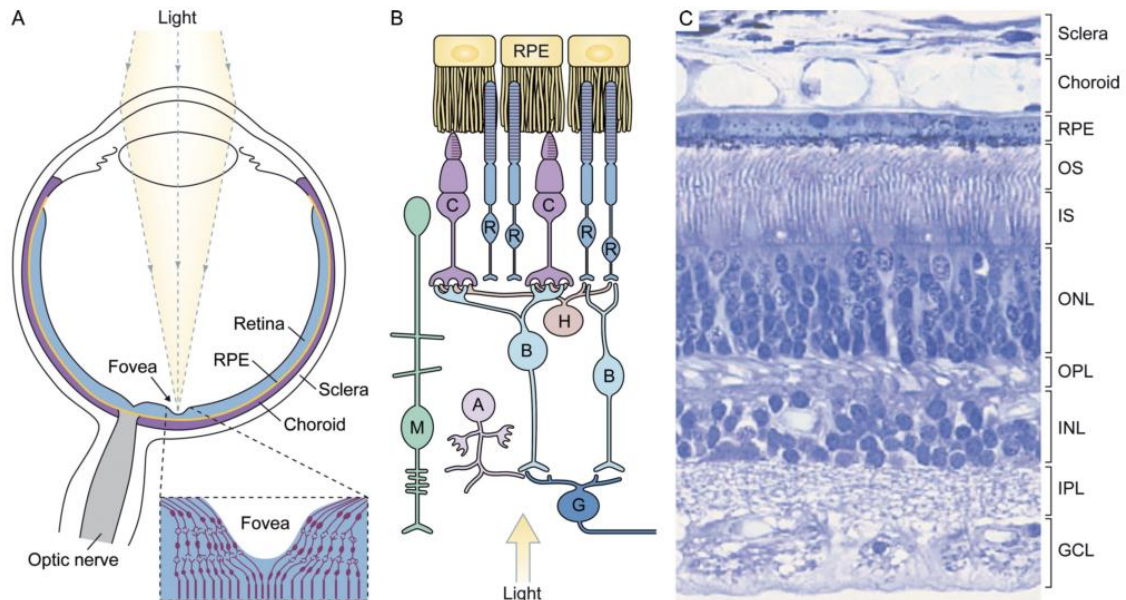 A
Light
Retina
RPE
Fovea
Sclera
Choroid
Fovea
Optic nerve
B
RPE
C
C
R
R
R
R
H
B
B
A
M
G
Light
C
Sclera
Choroid
RPE
OS
IS
ONL
OPL
INL
IPL
GCL